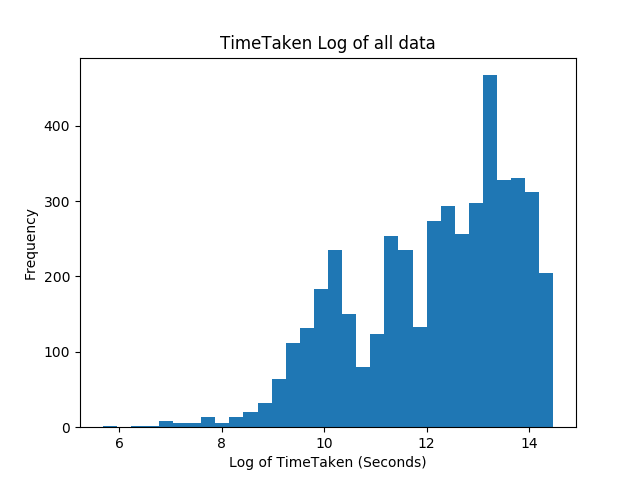 TimeTaken Log of all data
400
300
200
100
0
Frequency
6 8 10 12 14
Log of TimeTaken (Seconds)